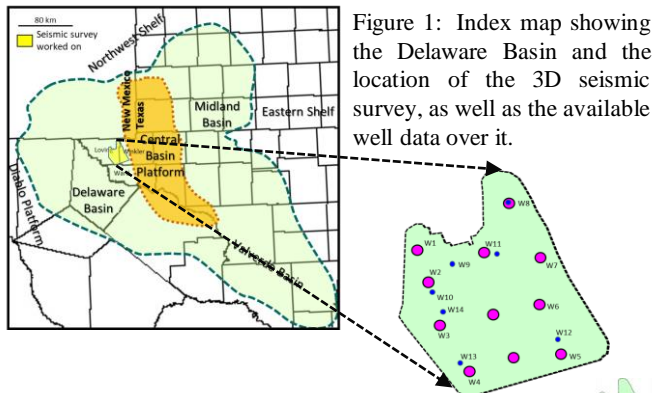 80 km
Seismic survey
worked on
Northwest Shelf
New Mexico
Texas
Midland
Basin
Eastern Shelf
Central
Basin
Platform
Delaware
Basin
Diablo Platform
Valverde Basin
Figure 1: Index map showing
the Delaware Basin and the
location of the 3D seismic
survey, as well as the available
well data over it.
W8
W1
W11
W9
W7
W2
W10
W14
W6
W3
W12
W13
W5
W4